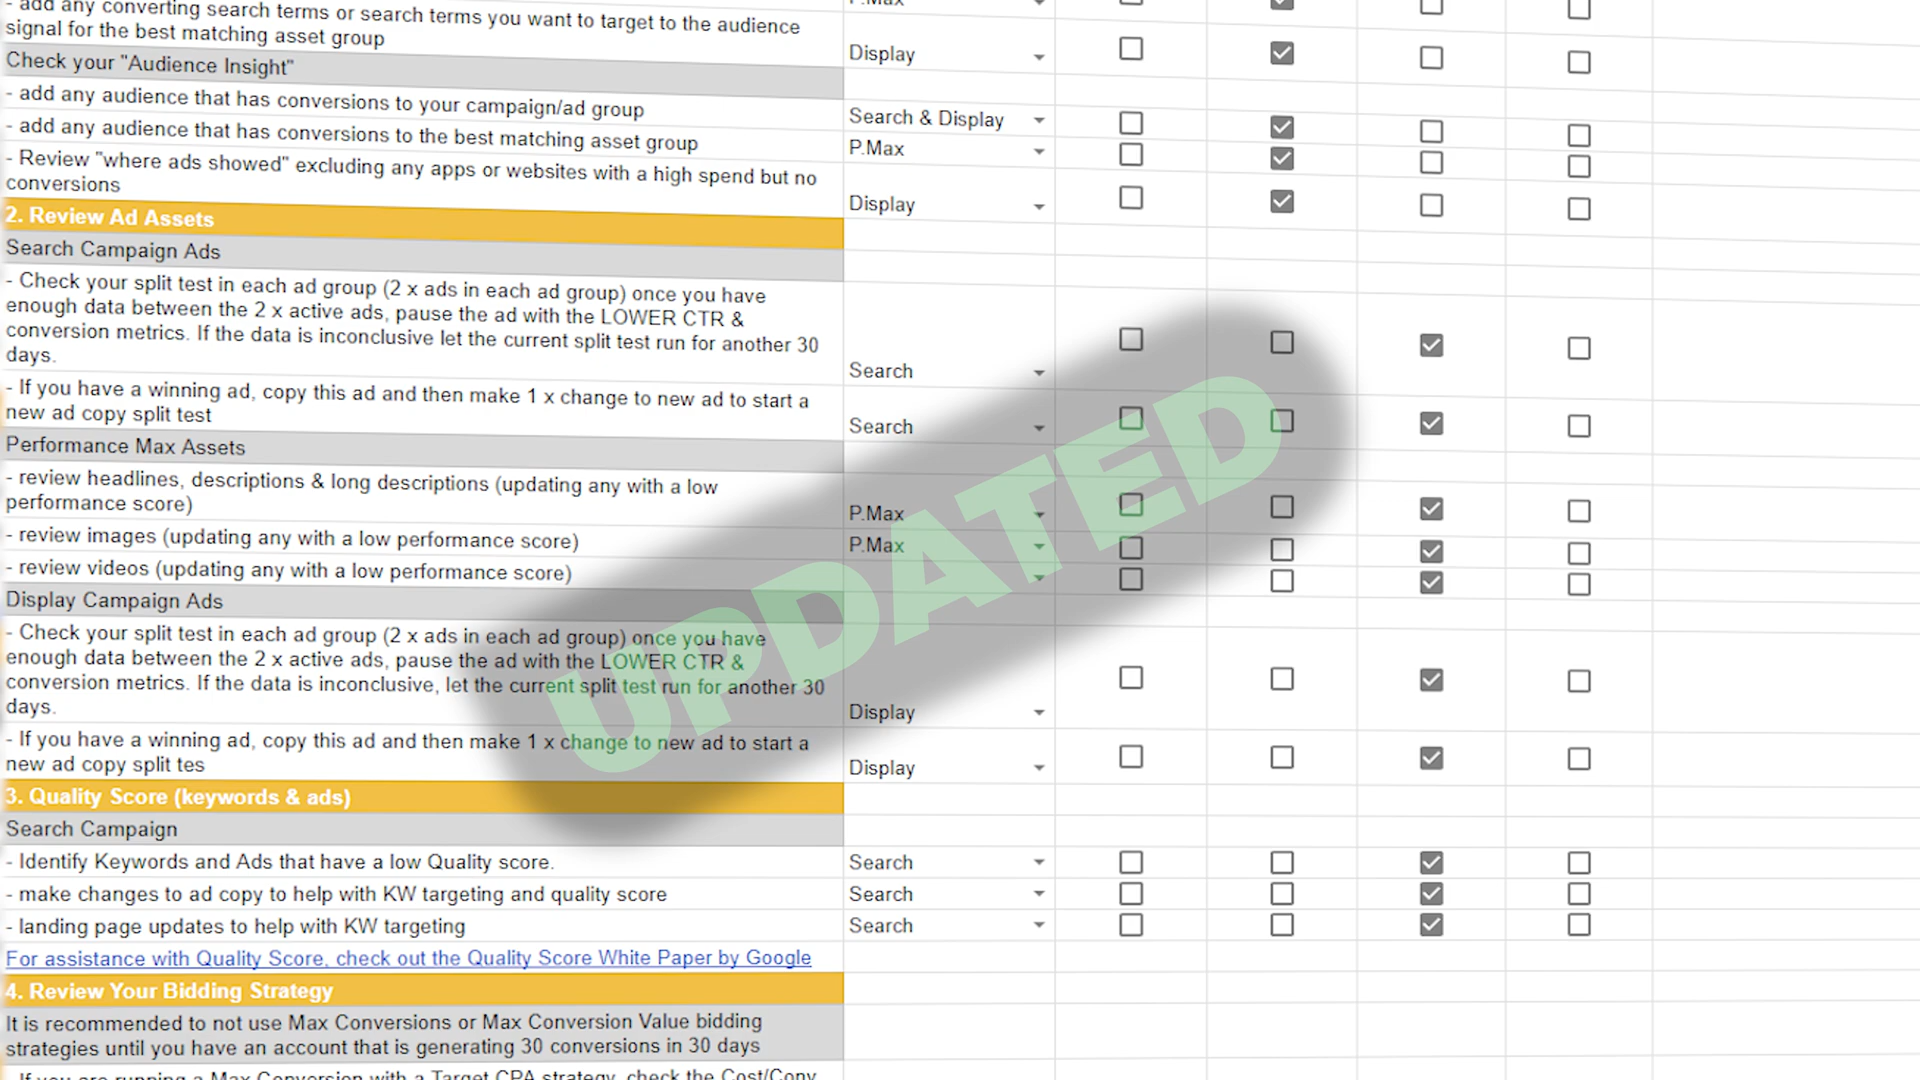 - add any converting search terms or search terms you want to target to the audience
signal for the best matching asset group
P.Max
Display
Check your "Audience Insight"
- add any audience that has conversions to your campaign/ad group
Search & Display
- add any audience that has conversions to the best matching asset group
P.Max
- Review "where ads showed" excluding any apps or websites with a high spend but no
conversions
Display
2. Review Ad Assets
Search Campaign Ads
- Check your split test in each ad group (2 x ads in each ad group) once you have
enough data between the 2 x active ads, pause the ad with the LOWER CTR &
conversion metrics. If the data is inconclusive let the current split test run for another 30
days.
Search
- If you have a winning ad, copy this ad and then make 1 x change to new ad to start a
new ad copy split test
Search
Performance Max Assets
- review headlines, descriptions & long descriptions (updating any with a low
performance score)
P.Max
- review images (updating any with a low performance score)
P.Max
- review videos (updating any with a low performance score)
Display Campaign Ads
- Check your split test in each ad group (2 x ads in each ad group) once you have
enough data between the 2 x active ads, pause the ad with the LOWER CTR &
conversion metrics. If the data is inconclusive, let the current split test run for another 30
days.
Display
- If you have a winning ad, copy this ad and then make 1 x change to new ad to start a
new ad copy split tes
Display
UPDATED
3. Quality Score (keywords & ads)
Search Campaign
- Identify Keywords and Ads that have a low Quality score.
Search
- make changes to ad copy to help with KW targeting and quality score
Search
- landing page updates to help with KW targeting
Search
For assistance with Quality Score, check out the Quality Score White Paper by Google
4. Review Your Bidding Strategy
It is recommended to not use Max Conversions or Max Conversion Value bidding
strategies until you have an account that is generating 30 conversions in 30 days
- If you are running a Max Conversion with a Target CPA strategy, check the Cost/Conv